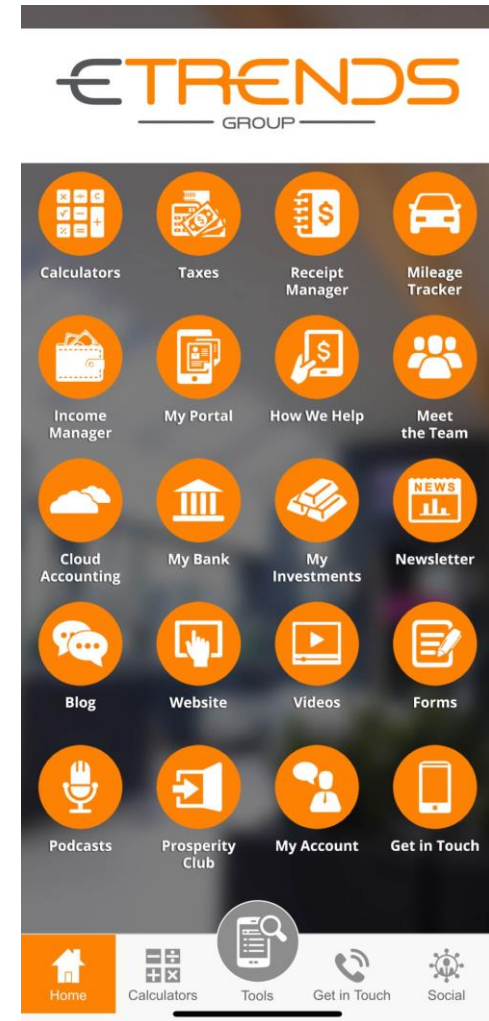 ETRENDS
GROUP
Calculators
Taxes
Receipt
Manager
Mileage
Tracker
Income
Manager
My Portal
$
How We Help
Meet
the Team
Cloud
Accounting
My Bank
My
Investments
NEWS
Newsletter
Blog
Website
Videos
Forms
Podcasts
Prosperity
Club
My Account
Get in Touch
Home
Calculators
Tools
Get in Touch
Social